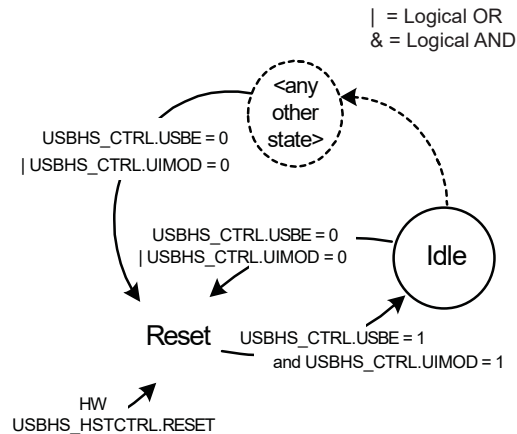 | = Logical OR
& = Logical AND
<any
other
state>
USBHS_CTRL.USBE = 0
| USBHS_CTRL.UIMOD = 0
USBHS_CTRL.USBE = 0
| USBHS_CTRL.UIMOD = 0
Idle
Reset
USBHS_CTRL.USBE = 1
and USBHS_CTRL.UIMOD = 1
HW
USBHS_HSTCTRL.RESET